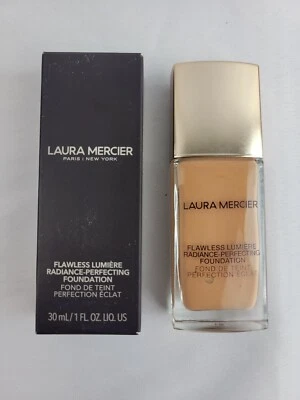 LAURA MERCIER
PARIS · NEW YORK
FLAWLESS LUMIÈRE
RADIANCE-PERFECTING
FOUNDATION
FOND DE TEINT
PERFECTION ÉCLAT
30 mL/1 FL. OZ. LIQ. US
LAURA MERCIER
FLAWLESS LUMIÈRE
RADIANCE-PERFECTING
FOUNDATION
FOND DE TEINT
PERFECTION ÉCLAT